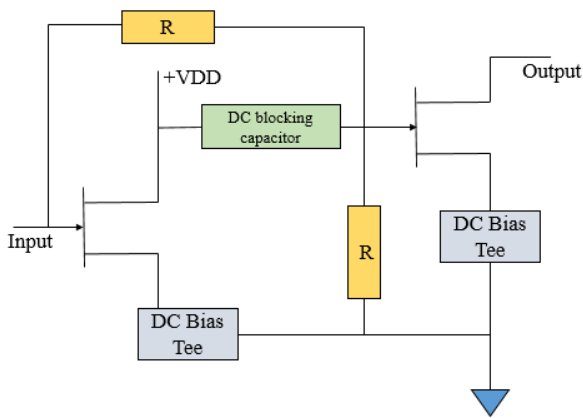 R
+VDD
Output
DC blocking
capacitor
Input
R
DC Bias
Tee
DC Bias
Tee